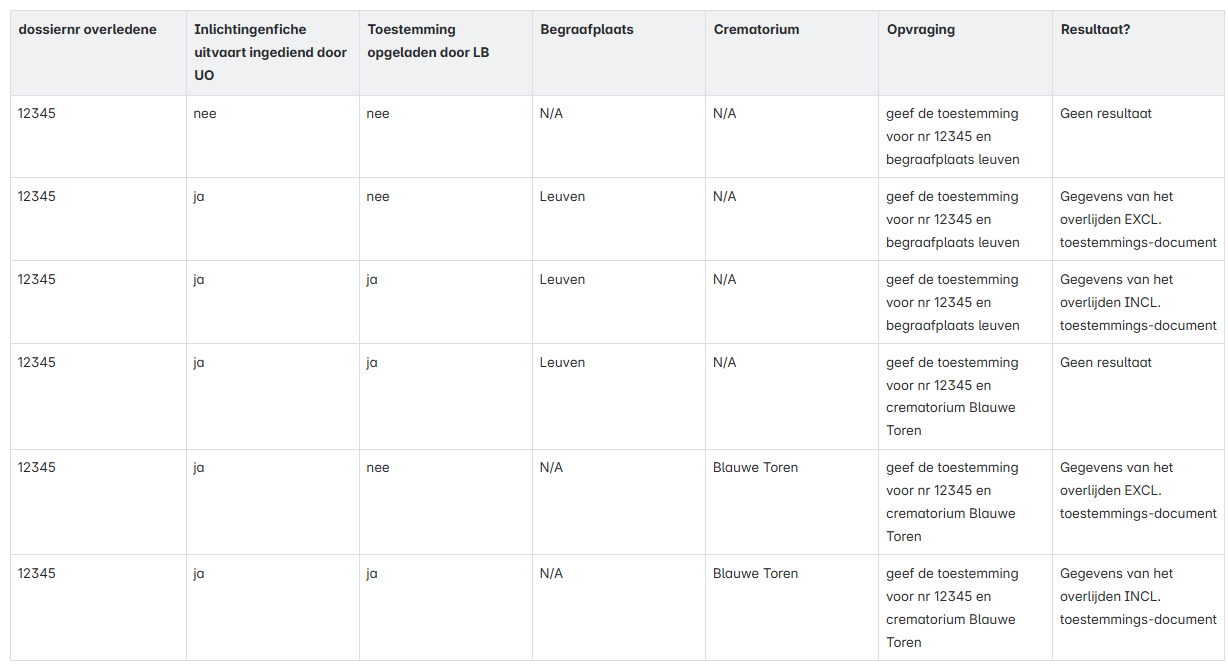 dossiernr overledene
Inlichtingenfiche
uitvaart ingediend door
UO
Toestemming
opgeladen door LB
Begraafplaats
Crematorium
Opvraging
Resultaat?
12345
nee
nee
N/A
N/A
geef de toestemming
voor nr 12345 en
begraafplaats leuven
Geen resultaat
12345
ja
nee
Leuven
N/A
geef de toestemming
voor nr 12345 en
begraafplaats leuven
Gegevens van het
overlijden EXCL.
toestemmings-document
12345
ja
ja
Leuven
N/A
geef de toestemming
voor nr 12345 en
begraafplaats leuven
Gegevens van het
overlijden INCL.
toestemmings-document
12345
ja
ja
Leuven
N/A
geef de toestemming
voor nr 12345 en
crematorium Blauwe
Toren
Geen resultaat
12345
ja
nee
N/A
Blauwe Toren
geef de toestemming
voor nr 12345 en
crematorium Blauwe
Toren
Gegevens van het
overlijden EXCL.
toestemmings-document
12345
ja
ja
N/A
Blauwe Toren
geef de toestemming
voor nr 12345 en
crematorium Blauwe
Toren
Gegevens van het
overlijden INCL.
toestemmings-document